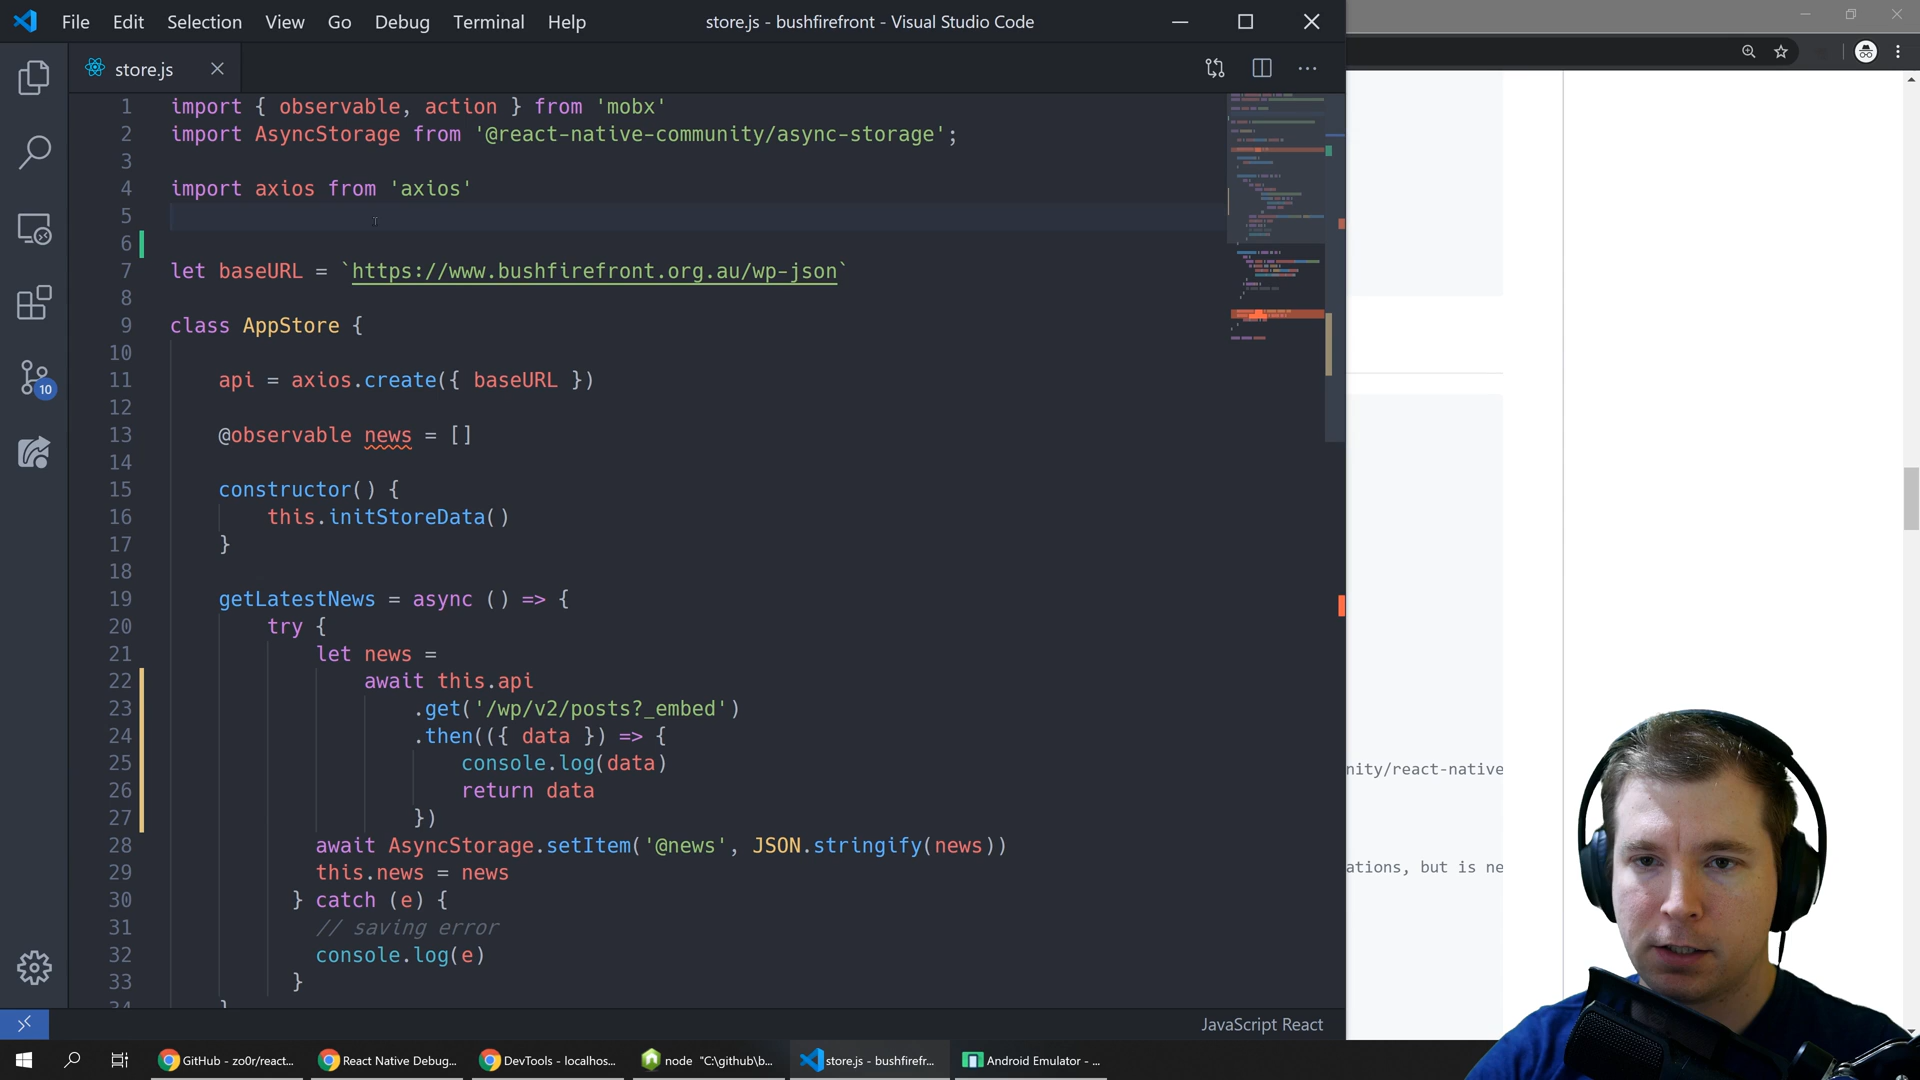 File Edit Selection View Go Debug Terminal Help
store.js - bushfirefront - Visual Studio Code
store.js
1 import { observable, action } from 'mobx'
2 import AsyncStorage from '@react-native-community/async-storage';
3
4 import axios from 'axios'
5
6
7 let baseURL = `https://www.bushfirefront.org.au/wp-json`
8
9 class AppStore {
10
11 api = axios.create({ baseURL })
12
13 @observable news = []
14
15 constructor() {
16 this.initStoreData()
17 }
18
19 getLatestNews = async () => {
20 try {
21 let news =
22 await this.api
23 .get('/wp/v2/posts?_embed')
24 .then(({ data }) => {
25 console.log(data)
26 return data
27 })
28 await AsyncStorage.setItem('@news', JSON.stringify(news))
29 this.news = news
30 } catch (e) {
31 // saving error
32 console.log(e)
33 }
34 }
10
nity/react-native
ations, but is ne
JavaScript React
GitHub - zo0r/react...
React Native Debug...
DevTools - localhos...
node "C:\github\b...
store.js - bushfirefr...
Android Emulator - ...